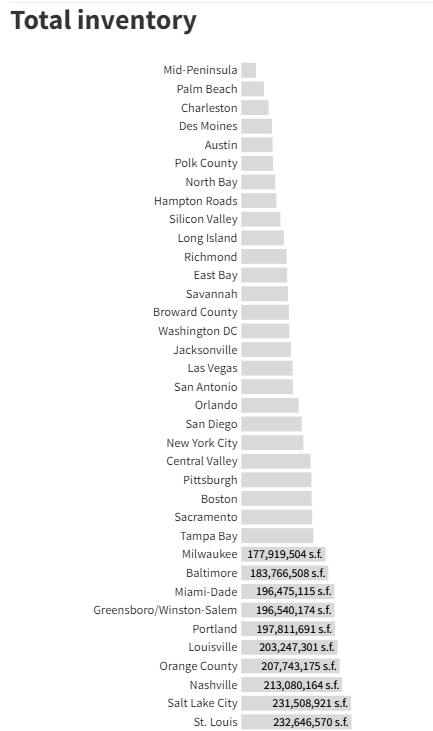 Total inventory
Mid-Peninsula
Palm Beach
Charleston
Des Moines
Austin
Polk County
North Bay
Hampton Roads
Silicon Valley
Long Island
Richmond
East Bay
Savannah
Broward County
Washington DC
Jacksonville
Las Vegas
San Antonio
Orlando
San Diego
New York City
Central Valley
Pittsburgh
Boston
Sacramento
Tampa Bay
Milwaukee 177,919,504 s.f.
Baltimore 183,766,508 s.f.
Miami-Dade 196,475,115 s.f.
Greensboro/Winston-Salem 196,540,174 s.f.
Portland 197,811,691 s.f.
Louisville 203,247,301 s.f.
Orange County 207,743,175 s.f.
Nashville 213,080,164 s.f.
Salt Lake City 231,508,921 s.f.
St. Louis 232,646,570 s.f.